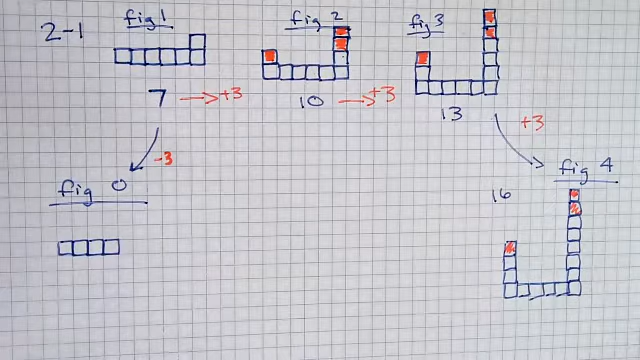 2-1
fig 1
fig 2
fig 3
7 → +3
10 → +3
13
+3
-3
fig 0
fig 4
16